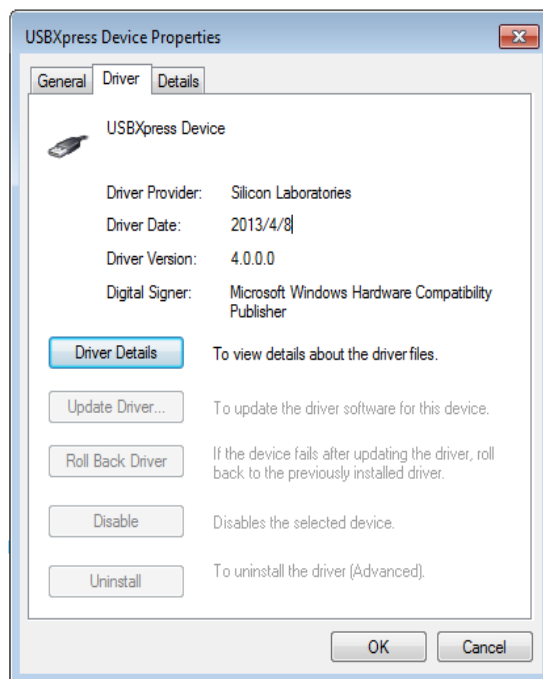 USBXpress Device Properties
General Driver Details
USBXpress Device
Driver Provider: Silicon Laboratories
Driver Date: 2013/4/8
Driver Version: 4.0.0.0
Digital Signer: Microsoft Windows Hardware Compatibility
Publisher
Driver Details To view details about the driver files.
Update Driver... To update the driver software for this device.
Roll Back Driver If the device fails after updating the driver, roll
back to the previously installed driver.
Disable Disables the selected device.
Uninstall To uninstall the driver (Advanced).
OK Cancel